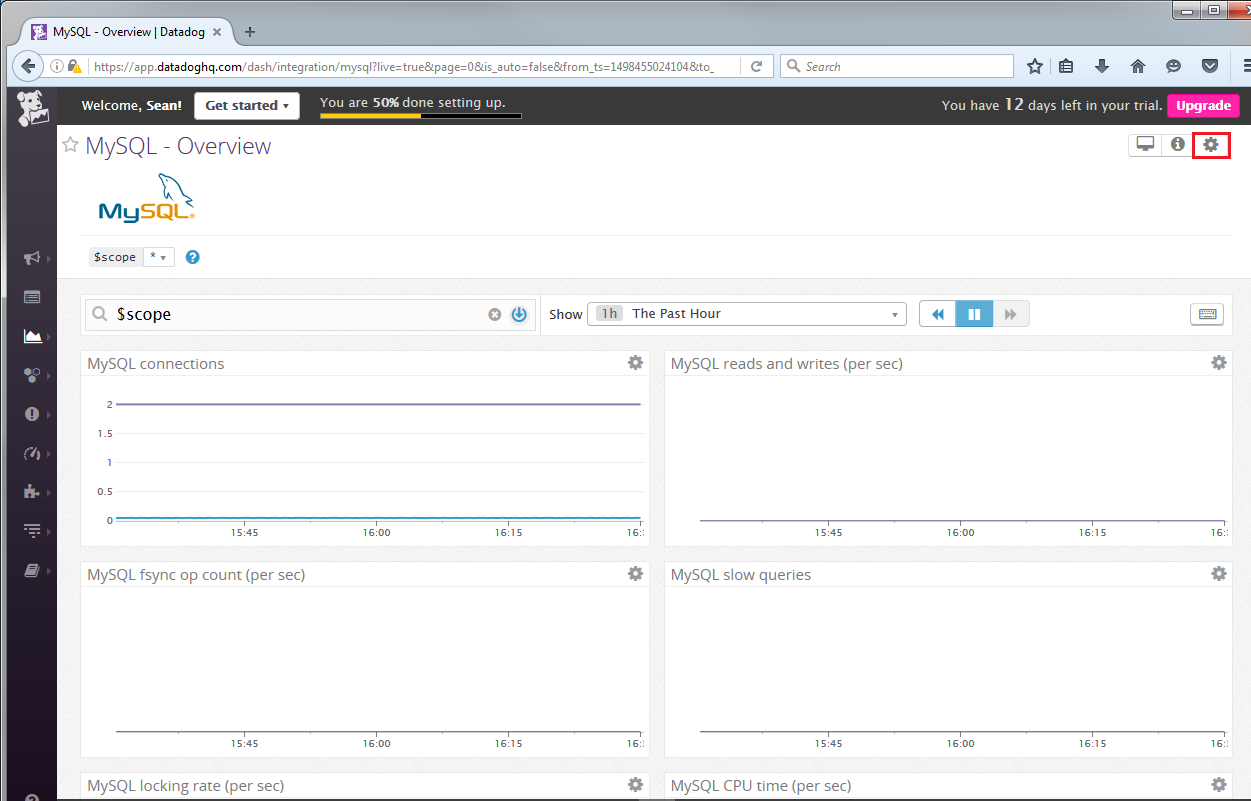 MySQL - Overview | Datadog
https://app.datadoghq.com/dash/integration/mysql?live=true&page=0&is_auto=false&from_ts=1498455024104&to_
Search
Welcome, Sean!
Get started
You are 50% done setting up.
You have 12 days left in your trial.
Upgrade
MySQL - Overview
MySQL®
$scope
*
?
$scope
Show
1h The Past Hour
MySQL connections
2
1.5
1
0.5
0
15:45 16:00 16:15 16:
MySQL reads and writes (per sec)
15:45 16:00 16:15 16:
MySQL fsync op count (per sec)
15:45 16:00 16:15 16:
MySQL slow queries
15:45 16:00 16:15 16:
MySQL locking rate (per sec)
MySQL CPU time (per sec)